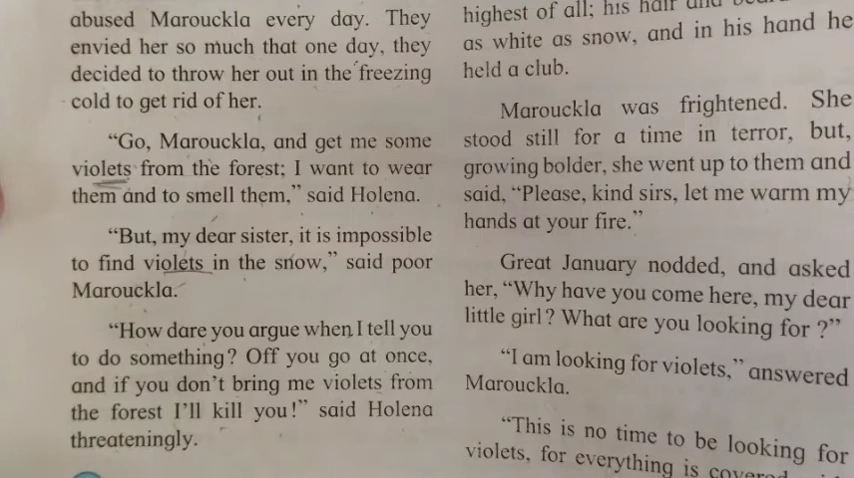 abused Marouckla every day. They
envied her so much that one day, they
decided to throw her out in the freezing
cold to get rid of her.
“Go, Marouckla, and get me some
violets from the forest; I want to wear
them and to smell them,” said Holena.
“But, my dear sister, it is impossible
to find violets in the snow,” said poor
Marouckla.
“How dare you argue when I tell you
to do something? Off you go at once,
and if you don’t bring me violets from
the forest I’ll kill you!” said Holena
threateningly.
highest of all; his hair and
as white as snow, and in his hand he
held a club.
Marouckla was frightened. She
stood still for a time in terror, but,
growing bolder, she went up to them and
said, “Please, kind sirs, let me warm my
hands at your fire.”
Great January nodded, and asked
her, “Why have you come here, my dear
little girl? What are you looking for ?”
“I am looking for violets,” answered
Marouckla.
“This is no time to be looking for
violets, for everything is